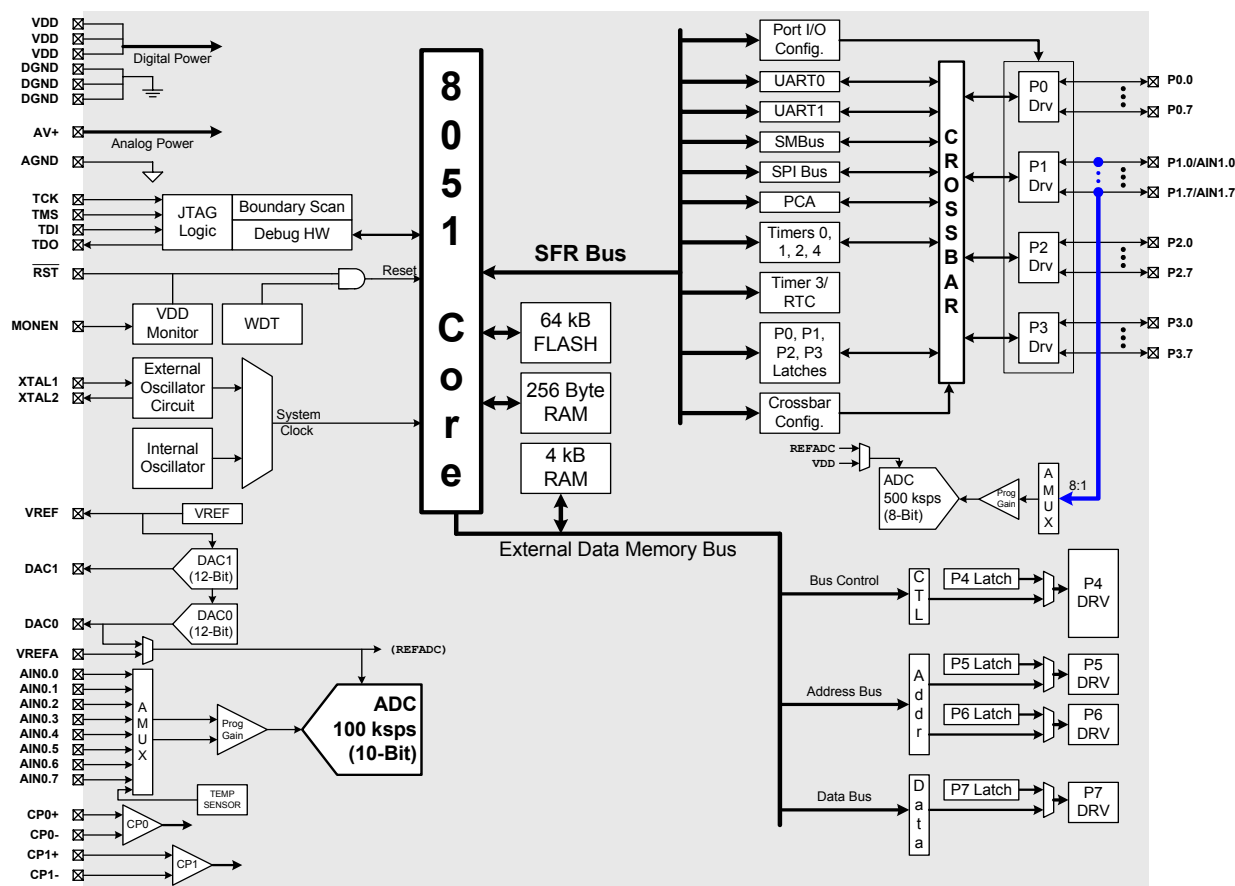 VDD
VDD
VDD
DGND
DGND
DGND
Digital Power
AV+
Analog Power
AGND
TCK
TMS
TDI
TDO
JTAG
Logic
Boundary Scan
Debug HW
RST
Reset
MONEN
VDD
Monitor
WDT
XTAL1
XTAL2
External
Oscillator
Circuit
Internal
Oscillator
System
Clock
VREF
VREF
DAC1
DAC1
(12-Bit)
DAC0
DAC0
(12-Bit)
VREFA
(REFADC)
AIN0.0
AIN0.1
AIN0.2
AIN0.3
AIN0.4
AIN0.5
AIN0.6
AIN0.7
AMUX
Prog
Gain
ADC
100 ksps
(10-Bit)
TEMP
SENSOR
CP0+
CP0-
CP0
CP1+
CP1-
CP1
8051 Core
SFR Bus
64 kB
FLASH
256 Byte
RAM
4 kB
RAM
External Data Memory Bus
Port I/O
Config.
UART0
UART1
SMBus
SPI Bus
PCA
Timers 0,
1, 2, 4
Timer 3/
RTC
P0, P1,
P2, P3
Latches
Crossbar
Config.
CROSSBAR
P0
Drv
P1
Drv
P2
Drv
P3
Drv
P0.0
P0.7
P1.0/AIN1.0
P1.7/AIN1.7
P2.0
P2.7
P3.0
P3.7
REFADC
VDD
ADC
500 ksps
(8-Bit)
Prog
Gain
AMUX
8:1
Bus Control
CTL
P4 Latch
P4
DRV
Address Bus
Addr
P5 Latch
P5
DRV
P6 Latch
P6
DRV
Data Bus
Data
P7 Latch
P7
DRV